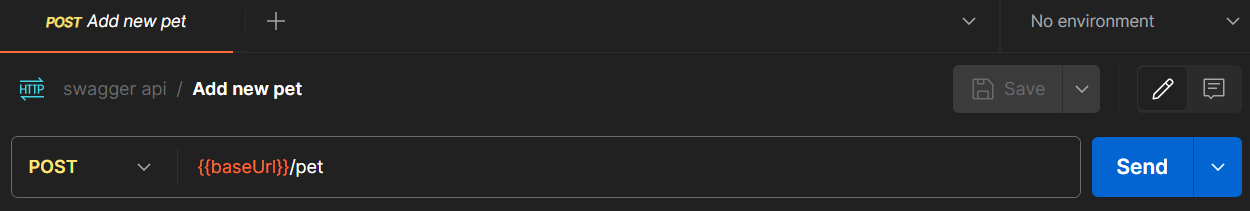 POST Add new pet
No environment
HTTP swagger api / Add new pet
Save
POST {{baseUrl}}/pet
Send